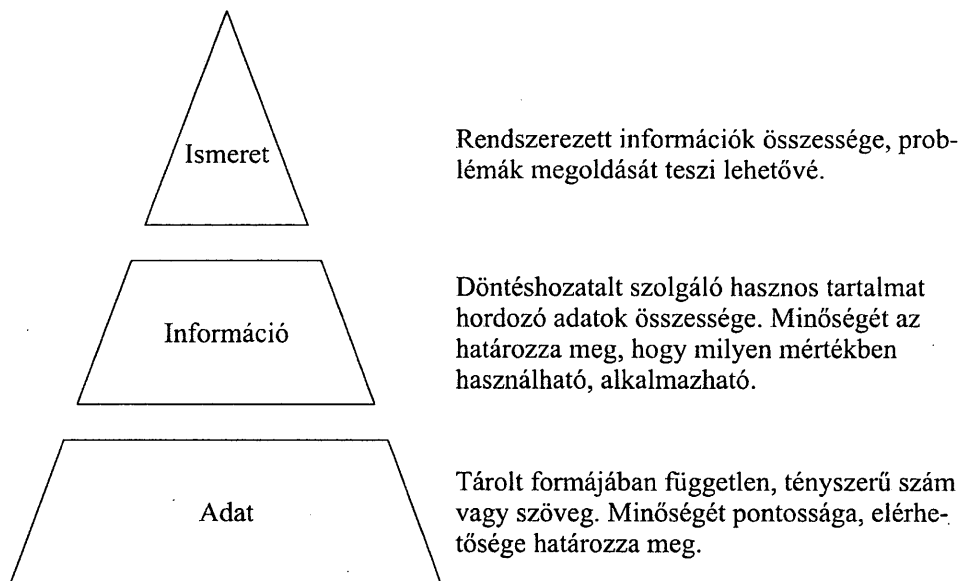 Ismeret
Rendszerezett információk összessége, prob-
lémák megoldását teszi lehetővé.
Információ
Döntéshozatalt szolgáló hasznos tartalmat
hordozó adatok összessége. Minőségét az
határozza meg, hogy milyen mértékben
használható, alkalmazható.
Adat
Tárolt formájában független, tényszerű szám
vagy szöveg. Minőségét pontossága, elérhe-
tősége határozza meg.